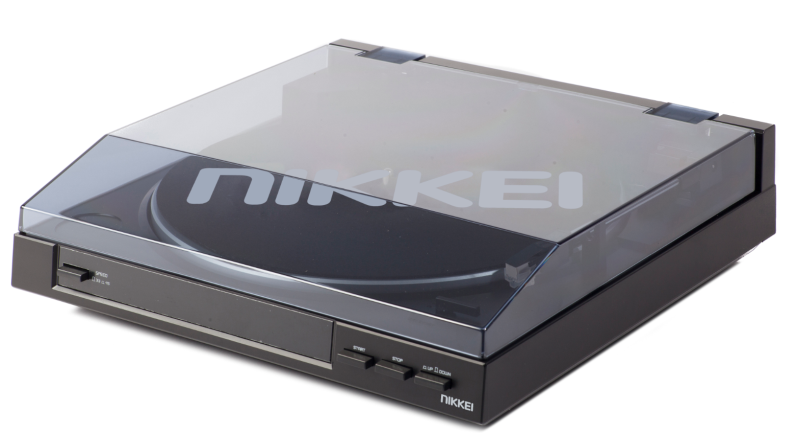 NIKKEI
SPEED
START
STOP
UP DOWN
NIKKEI